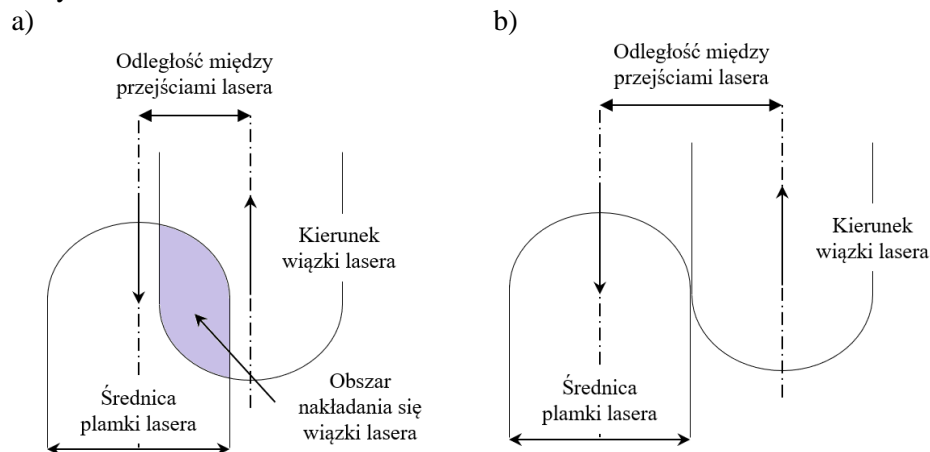 a)
Odległość między
przejściami lasera
Kierunek
wiązki lasera
Średnica
plamki lasera
Obszar
nakładania się
wiązki lasera
b)
Odległość między
przejściami lasera
Kierunek
wiązki lasera
Średnica
plamki lasera